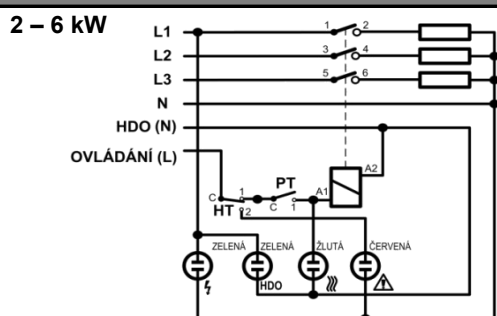 2 – 6 kW
L1 1 2
L2 3 4
L3 5 6
N
HDO (N)
OVLÁDÁNÍ (L)
A2
C 1 PT A1
HT 2 C 1
ZELENÁ ZELENÁ ŽLUTÁ ČERVENÁ
HDO